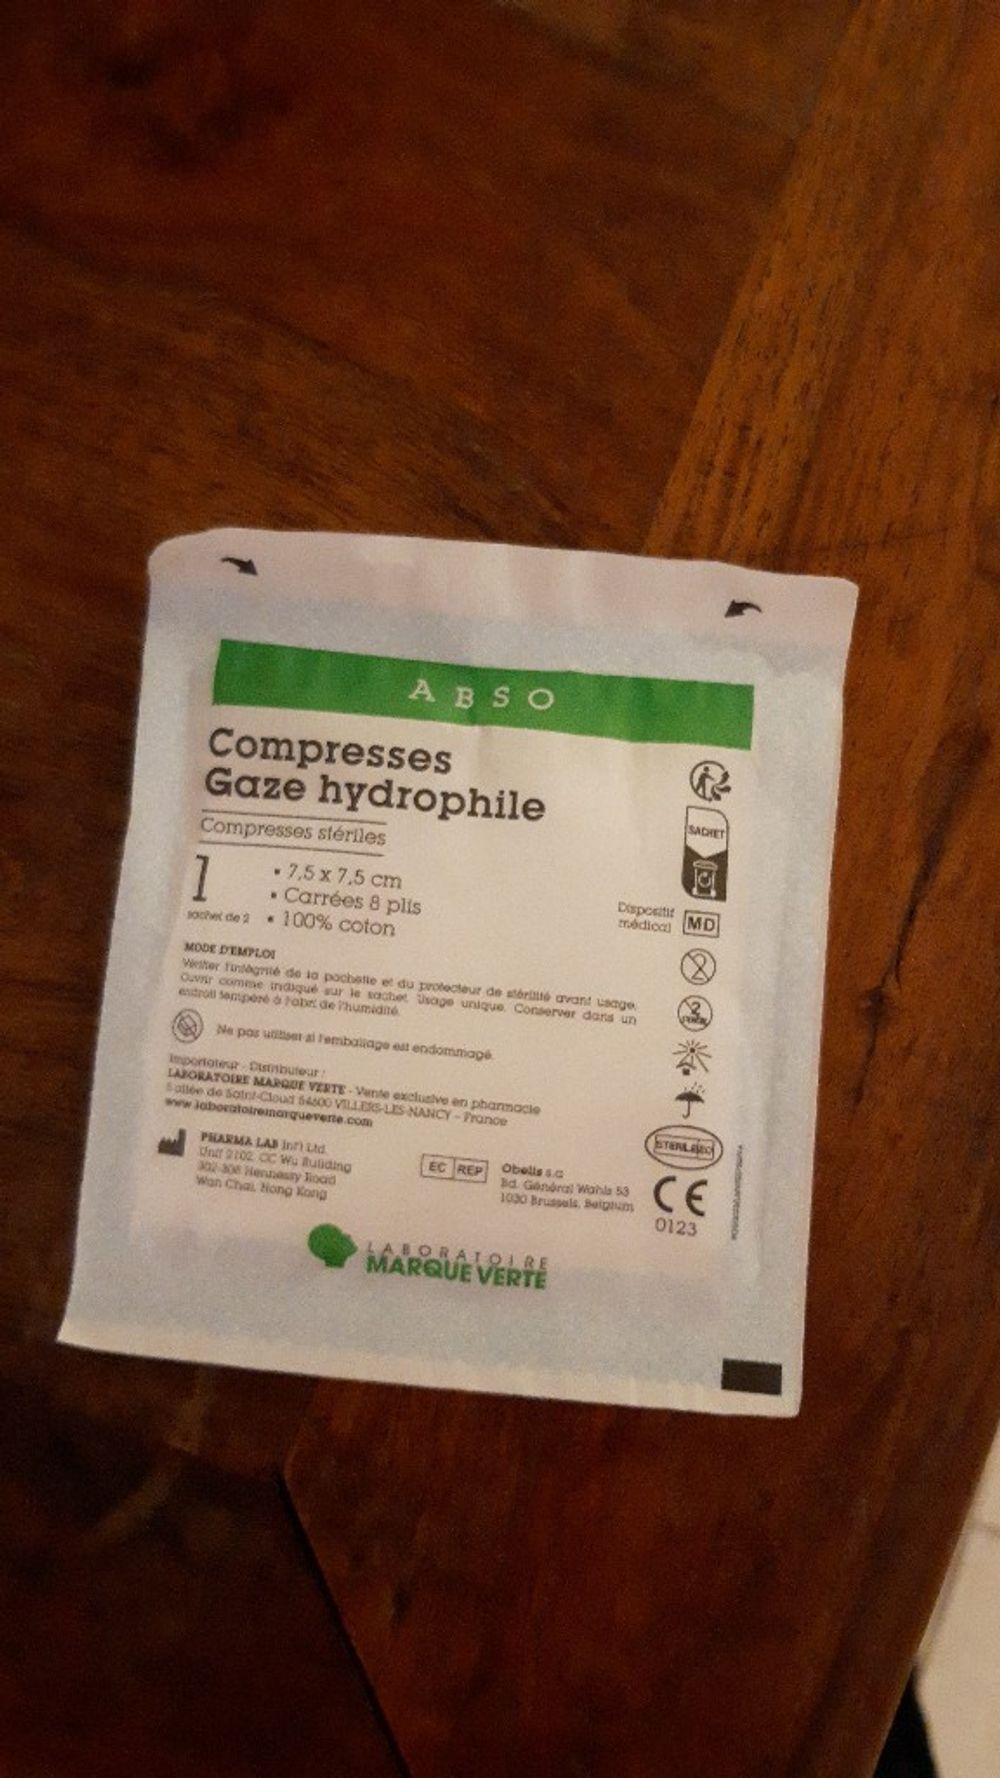 ABSO
Compresses
Gaze hydrophile
Compresses stériles
1
sachet de 2
• 7,5 x 7,5 cm
• Carrées 8 plis
• 100% coton
SACHET
Dispositif
médical
MD
2
MODE D'EMPLOI
Vérifier l'intégrité de la pochette et du protecteur de stérilité avant usage.
Ouvrir comme indiqué sur le sachet. Usage unique. Conserver dans un
endroit tempéré à l'abri de l'humidité.
Ne pas utiliser si l'emballage est endommagé.
Importateur - Distributeur :
LABORATOIRE MARQUE VERTE - Vente exclusive en pharmacie
allée de Saint-Cloud 54600 VILLERS-LES-NANCY - France
www.laboratoiremarqueverte.com
PHARMA LAB Int'l Ltd.
Unit 2102, CC Wu Building
302-308 Hennessy Road
Wan Chai, Hong Kong
EC REP
Obelis s.a
Bd. Général Wahis 53
1030 Brussels, Belgium
STERILE EO
CE
0123
LABORATOIRE
MARQUE VERTE